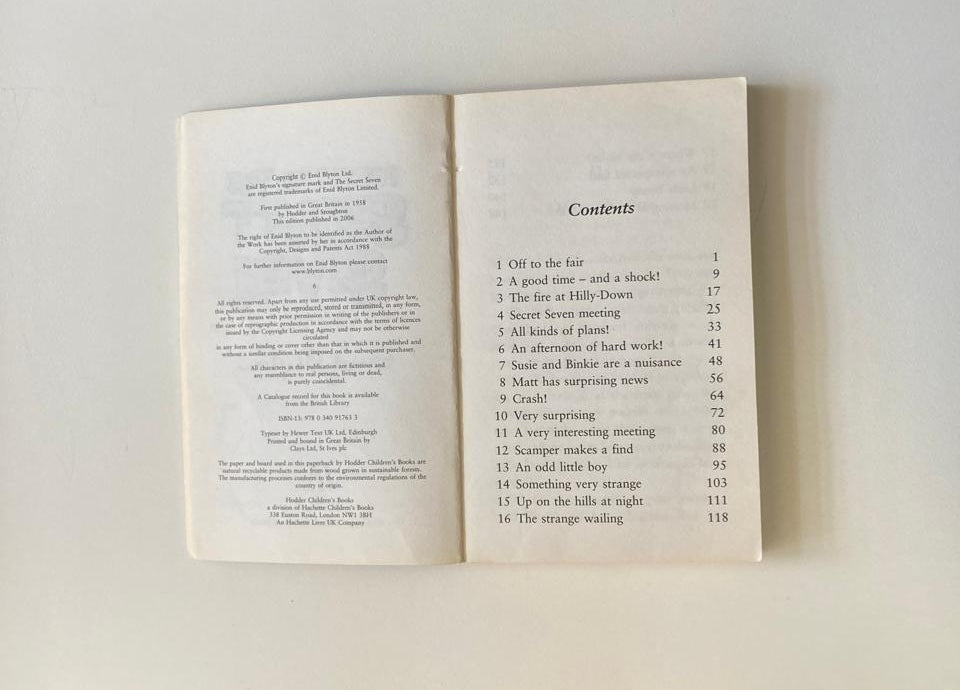 Copyright © Enid Blyton Ltd.
Enid Blyton's signature mark and The Secret Seven
are registered trademarks of Enid Blyton Limited.
First published in Great Britain in 1958
by Hodder and Stoughton
This edition published in 2006
The right of Enid Blyton to be identified as the Author of
the Work has been asserted by her in accordance with the
Copyright, Designs and Patents Act 1988
For further information on Enid Blyton please contact
www.blyton.com
6
All rights reserved. Apart from any use permitted under UK copyright law,
this publication may only be reproduced, stored or transmitted, in any form,
or by any means with prior permission in writing of the publishers or in
the case of reprographic production in accordance with the terms of licences
issued by the Copyright Licensing Agency and may not be otherwise
circulated
in any form of binding or cover other than that in which it is published and
without a similar condition being imposed on the subsequent purchaser.
All characters in this publication are fictitious and
any resemblance to real persons, living or dead,
is purely coincidental.
A Catalogue record for this book is available
from the British Library
ISBN-13: 978 0 340 91763 3
Typeset by Hewer Text UK Ltd, Edinburgh
Printed and bound in Great Britain by
Clays Ltd, St Ives plc
The paper and board used in this paperback by Hodder Children's Books are
natural recyclable products made from wood grown in sustainable forests.
The manufacturing processes conform to the environmental regulations of the
country of origin.
Hodder Children's Books
a division of Hachette Children's Books
338 Euston Road, London NW1 3BH
An Hachette Livre UK Company
Contents
1 Off to the fair 1
2 A good time – and a shock! 9
3 The fire at Hilly-Down 17
4 Secret Seven meeting 25
5 All kinds of plans! 33
6 An afternoon of hard work! 41
7 Susie and Binkie are a nuisance 48
8 Matt has surprising news 56
9 Crash! 64
10 Very surprising 72
11 A very interesting meeting 80
12 Scamper makes a find 88
13 An odd little boy 95
14 Something very strange 103
15 Up on the hills at night 111
16 The strange wailing 118